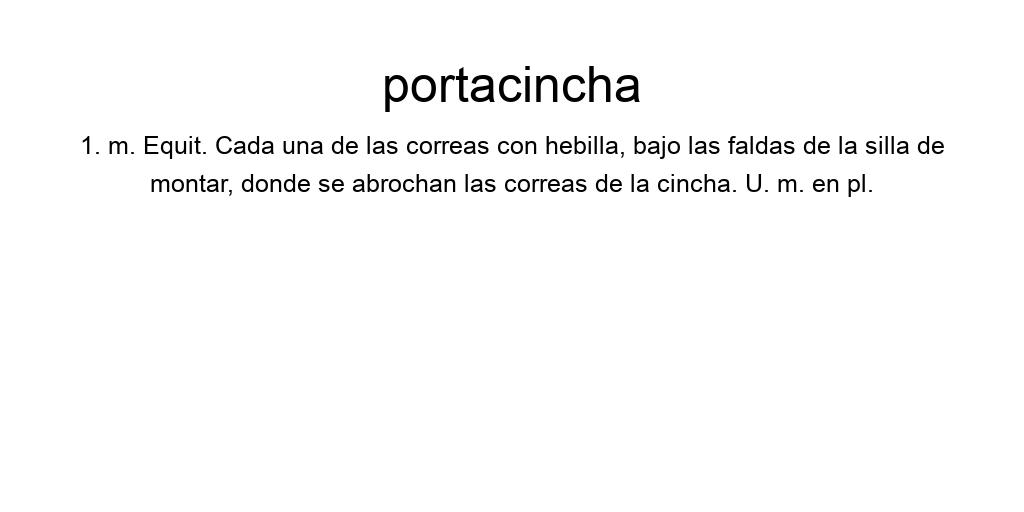 portacincha
1. m. Equit. Cada una de las correas con hebilla, bajo las faldas de la silla de
montar, donde se abrochan las correas de la cincha. U. m. en pl.